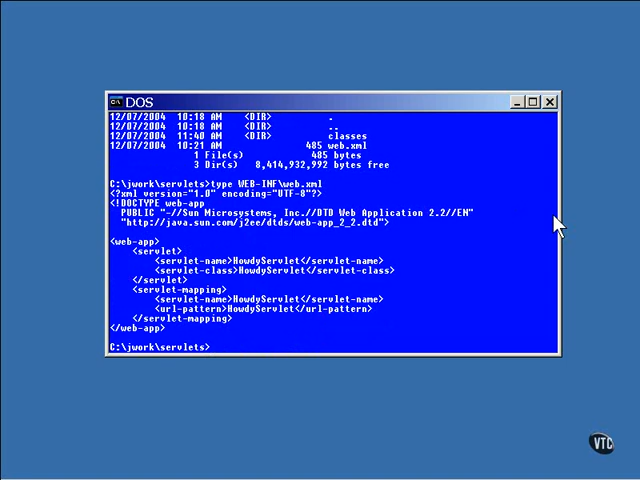 DOS
12/07/2004 10:18 AM <DIR> .
12/07/2004 10:18 AM <DIR> ..
12/07/2004 11:40 AM <DIR> classes
12/07/2004 10:21 AM 485 web.xml
1 File(s) 485 bytes
3 Dir(s) 8,414,932,992 bytes free
C:\jwork\servlets>type WEB-INF\web.xml
<?xml version="1.0" encoding="UTF-8"?>
<!DOCTYPE web-app
PUBLIC "-//Sun Microsystems, Inc.//DTD Web Application 2.2//EN"
"http://java.sun.com/j2ee/dtds/web-app_2_2.dtd">
<web-app>
<servlet>
<servlet-name>HowdyServlet</servlet-name>
<servlet-class>HowdyServlet</servlet-class>
</servlet>
<servlet-mapping>
<servlet-name>HowdyServlet</servlet-name>
<url-pattern>HowdyServlet</url-pattern>
</servlet-mapping>
</web-app>
C:\jwork\servlets>
VTC